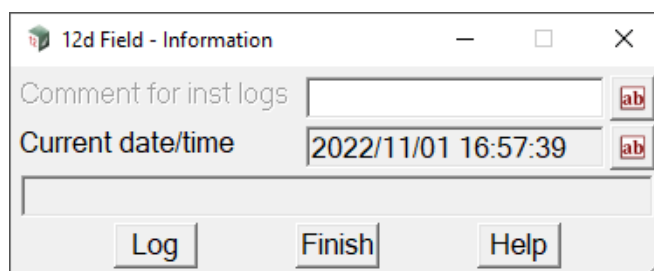 12d Field - Information
Comment for inst logs ab
Current date/time 2022/11/01 16:57:39 ab
Log Finish Help